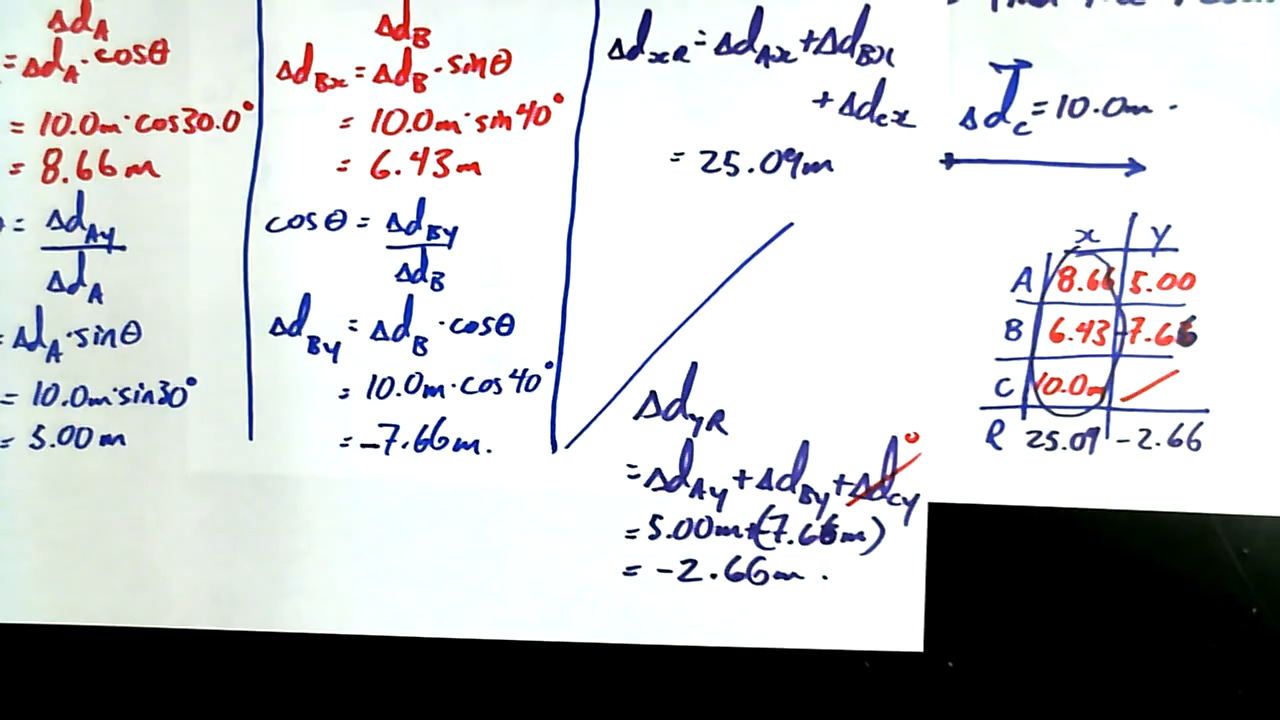 Δd_A
= Δd_A · cosθ
= 10.0m · cos30.0°
= 8.66m
= Δd_Ay
Δd_A
= Δd_A · sinθ
= 10.0m · sin30°
= 5.00m
Δd_B
Δd_Bx = Δd_B · sinθ
= 10.0m · sin40°
= 6.43m
cosθ = Δd_By
Δd_B
Δd_By = Δd_B · cosθ
= 10.0m · cos40°
= -7.66m.
Δd_xR = Δd_Ax + Δd_Bx
+ Δd_cx
= 25.09m
Δd_yR
= Δd_Ay + Δd_By + Δd_cy 0
= 5.00m + (-7.66m)
= -2.66m.
Δd_c = 10.0m.
x y
A 8.66 5.00
B 6.43 -7.66
C 10.0m
R 25.09 -2.66